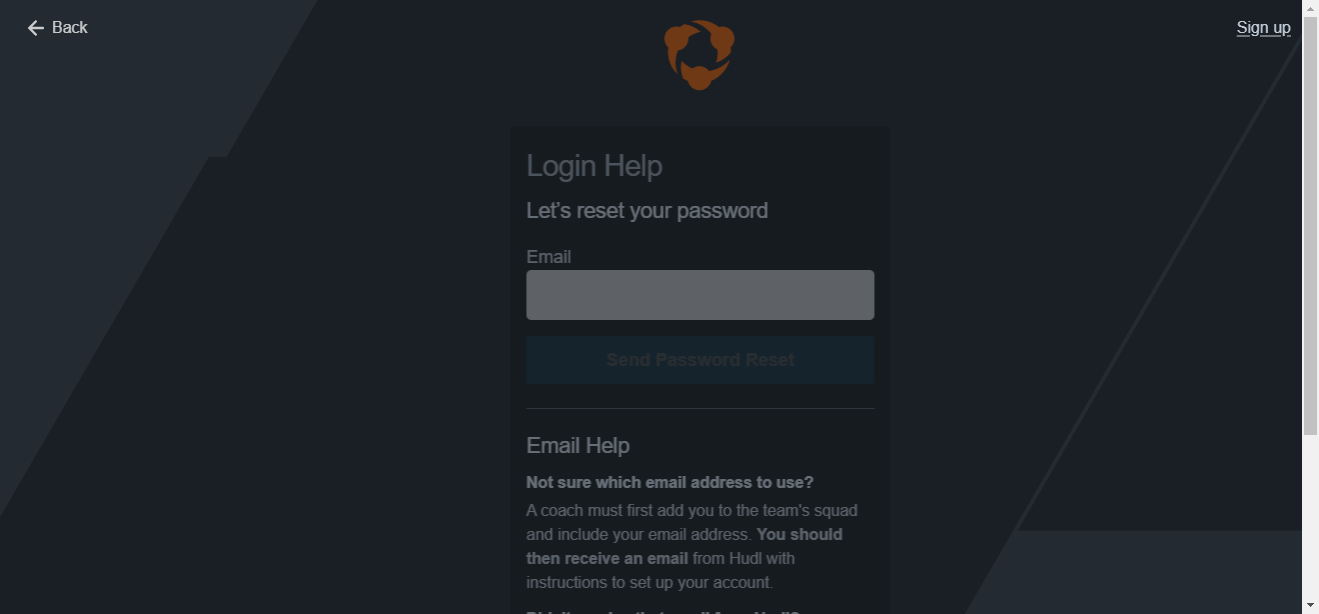 Back
Sign up
Login Help
Let's reset your password
Email
Send Password Reset
Email Help
Not sure which email address to use?
A coach must first add you to the team's squad
and include your email address. You should
then receive an email from Hudl with
instructions to set up your account.